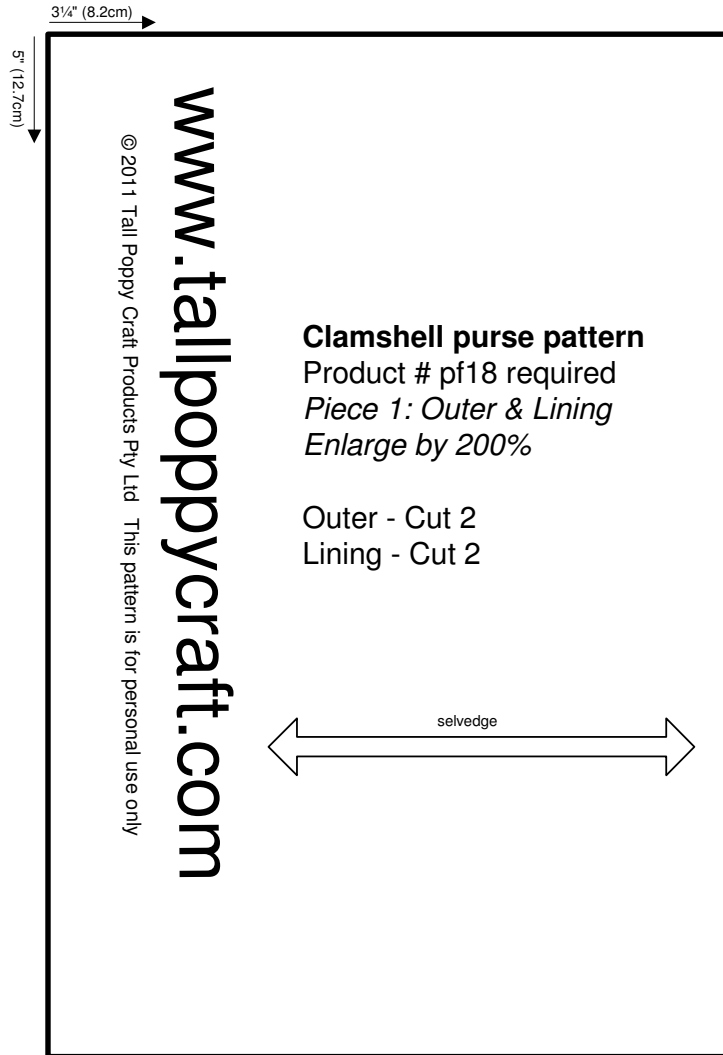 3¼" (8.2cm)
5" (12.7cm)
www.tallpoppycraft.com
© 2011 Tall Poppy Craft Products Pty Ltd This pattern is for personal use only
Clamshell purse pattern
Product # pf18 required
Piece 1: Outer & Lining
Enlarge by 200%
Outer - Cut 2
Lining - Cut 2
selvedge